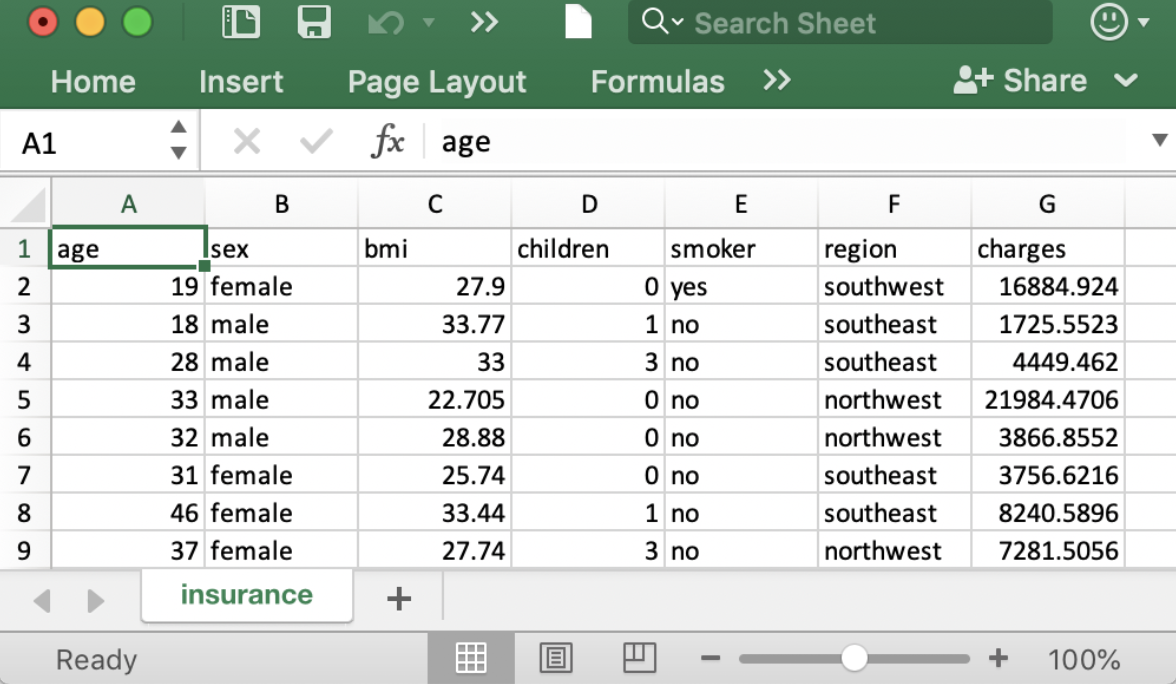 Search Sheet
Home Insert Page Layout Formulas Share
A1 fx age
A B C D E F G
1 age sex bmi children smoker region charges
2 19 female 27.9 0 yes southwest 16884.924
3 18 male 33.77 1 no southeast 1725.5523
4 28 male 33 3 no southeast 4449.462
5 33 male 22.705 0 no northwest 21984.4706
6 32 male 28.88 0 no northwest 3866.8552
7 31 female 25.74 0 no southeast 3756.6216
8 46 female 33.44 1 no southeast 8240.5896
9 37 female 27.74 3 no northwest 7281.5056
insurance +
Ready 100%